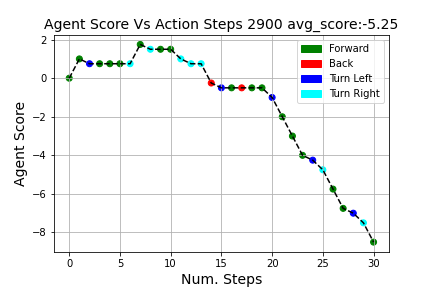 Agent Score Vs Action Steps 2900 avg_score:-5.25
2
0
−2
−4
−6
−8
Agent Score
Forward
Back
Turn Left
Turn Right
0 5 10 15 20 25 30
Num. Steps